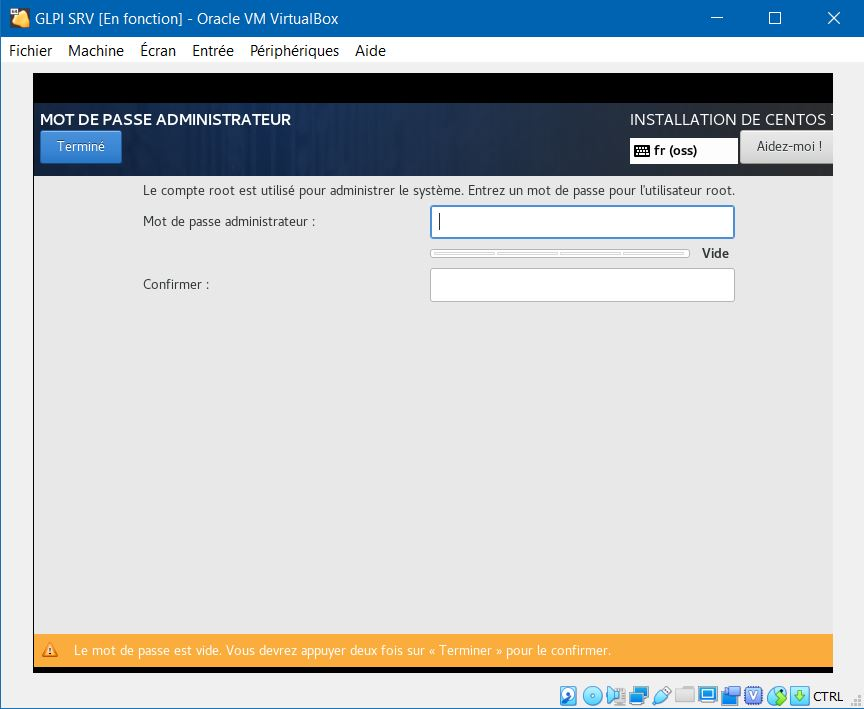 GLPI SRV [En fonction] - Oracle VM VirtualBox
Fichier Machine Écran Entrée Périphériques Aide
MOT DE PASSE ADMINISTRATEUR
INSTALLATION DE CENTOS
Terminé
fr (oss)
Aidez-moi !
Le compte root est utilisé pour administrer le système. Entrez un mot de passe pour l'utilisateur root.
Mot de passe administrateur :
Vide
Confirmer :
Le mot de passe est vide. Vous devrez appuyer deux fois sur « Terminer » pour le confirmer.
CTRL